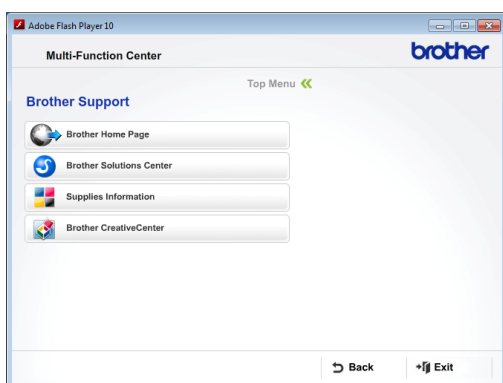 Adobe Flash Player 10
Multi-Function Center
brother
Top Menu
Brother Support
Brother Home Page
Brother Solutions Center
Supplies Information
Brother CreativeCenter
Back
Exit